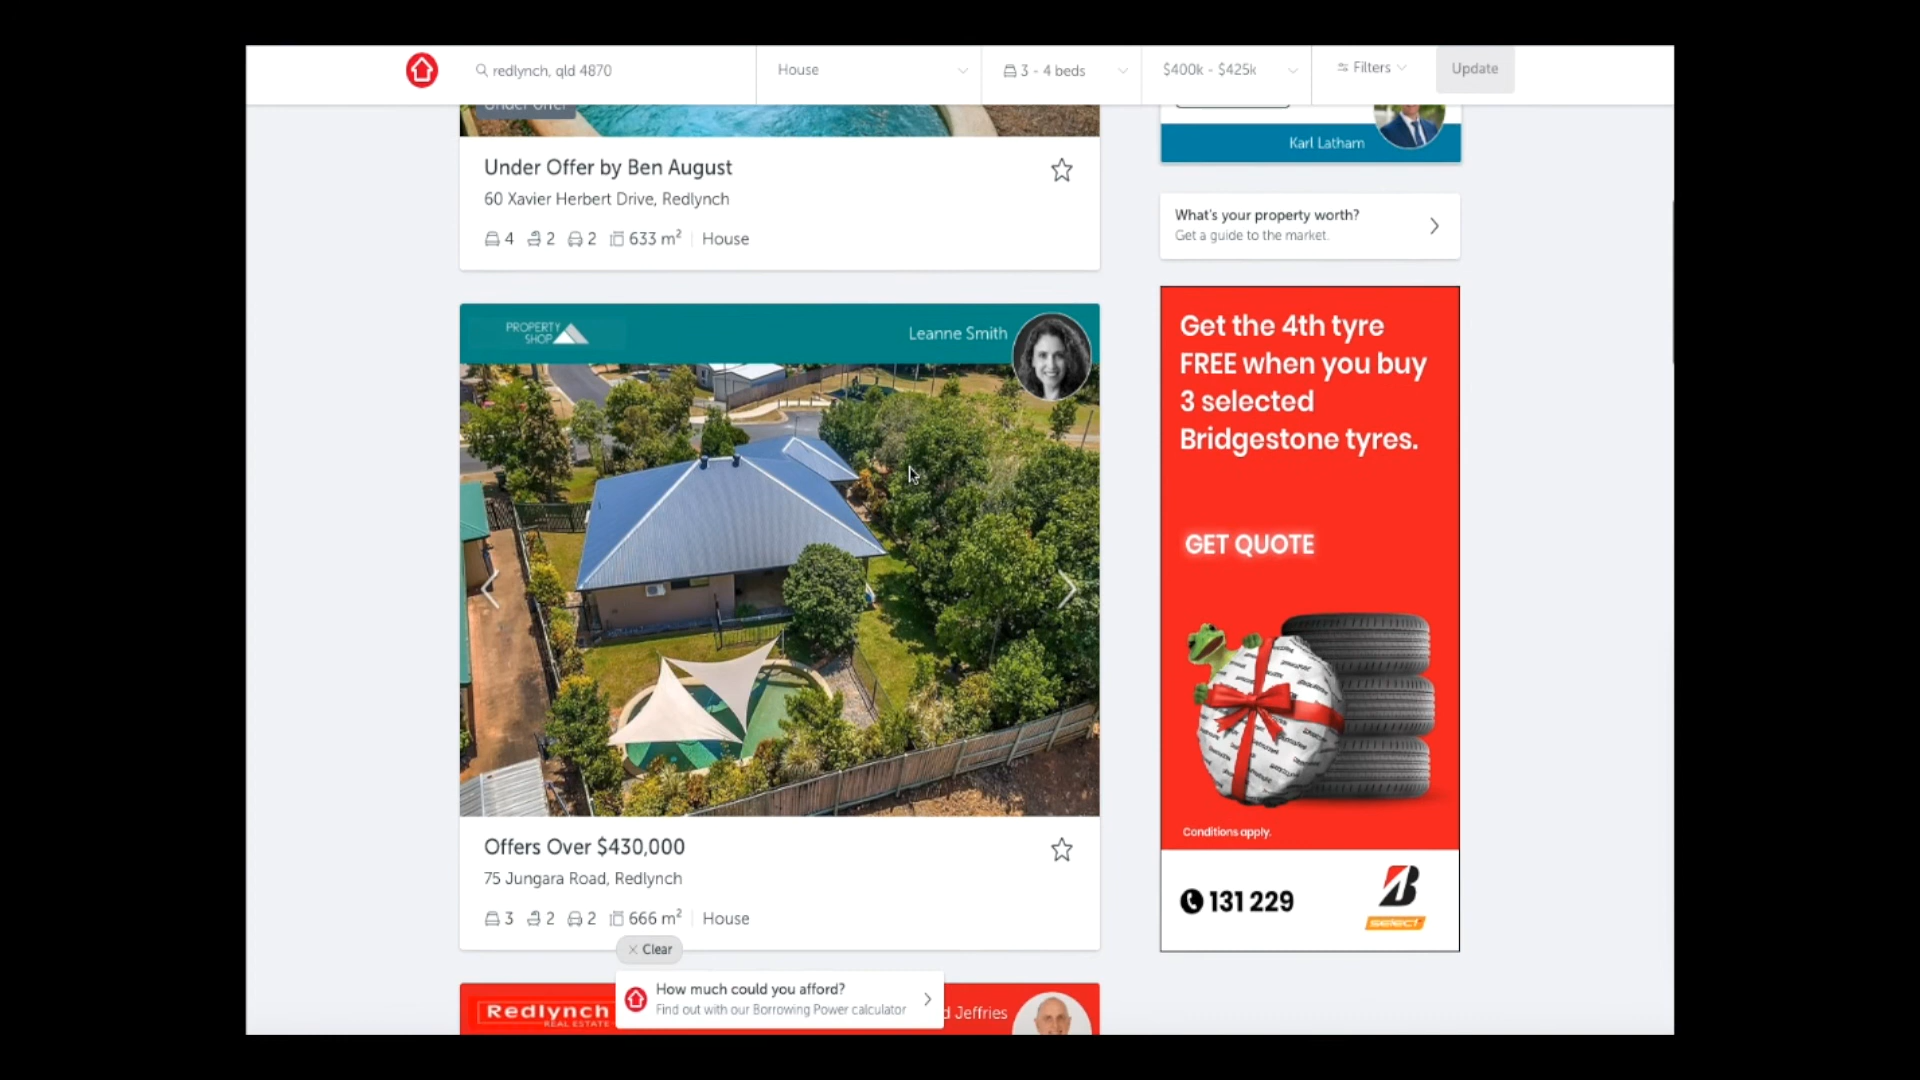 redlynch, qld 4870
House
3 - 4 beds
$400k - $425k
Filters
Update
Under offer
Under Offer by Ben August
60 Xavier Herbert Drive, Redlynch
4 2 2 633 m² House
PROPERTY
SHOP
Leanne Smith
Offers Over $430,000
75 Jungara Road, Redlynch
3 2 2 666 m² House
Clear
How much could you afford?
Find out with our Borrowing Power calculator
Redlynch
REAL ESTATE
d Jeffries
Karl Latham
What's your property worth?
Get a guide to the market.
Get the 4th tyre
FREE when you buy
3 selected
Bridgestone tyres.
GET QUOTE
Conditions apply.
131 229
B
select